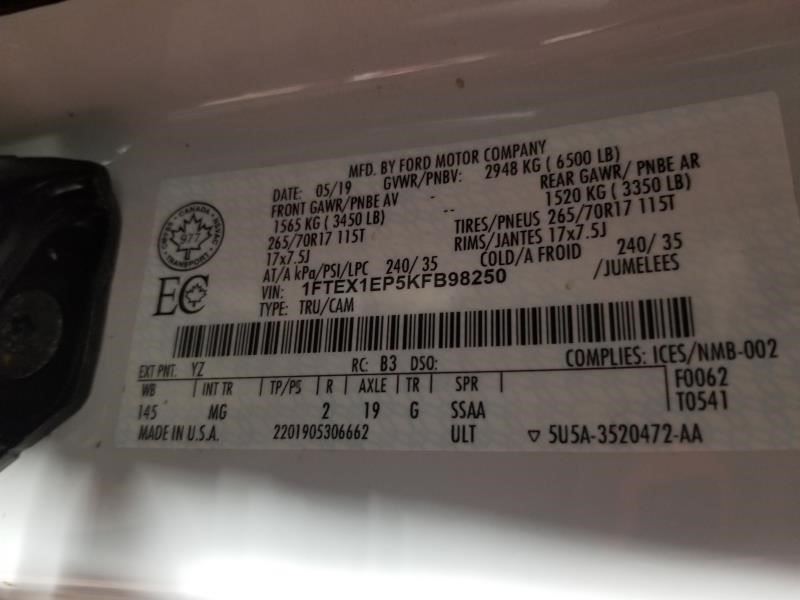 MFD. BY FORD MOTOR COMPANY
DATE: 05/19 GVWR/PNBV: 2948 KG ( 6500 LB)
FRONT GAWR/PNBE AV -- REAR GAWR/ PNBE AR
1565 KG ( 3450 LB) 1520 KG ( 3350 LB)
265/70R17 115T TIRES/PNEUS 265/70R17 115T
17x7.5J RIMS/JANTES 17x7.5J
AT/A kPa/PSI/LPC 240/ 35 COLD/A FROID 240/ 35
VIN: 1FTEX1EP5KFB98250 /JUMELEES
TYPE: TRU/CAM
CANADA
977
TRANSPORT
EC
EXT PNT: YZ RC: B3 DSO: COMPLIES: ICES/NMB-002
WB INT TR TP/PS R AXLE TR SPR F0062
145 MG 2 19 G SSAA T0541
MADE IN U.S.A. 2201905306662 ULT ▽ 5U5A-3520472-AA